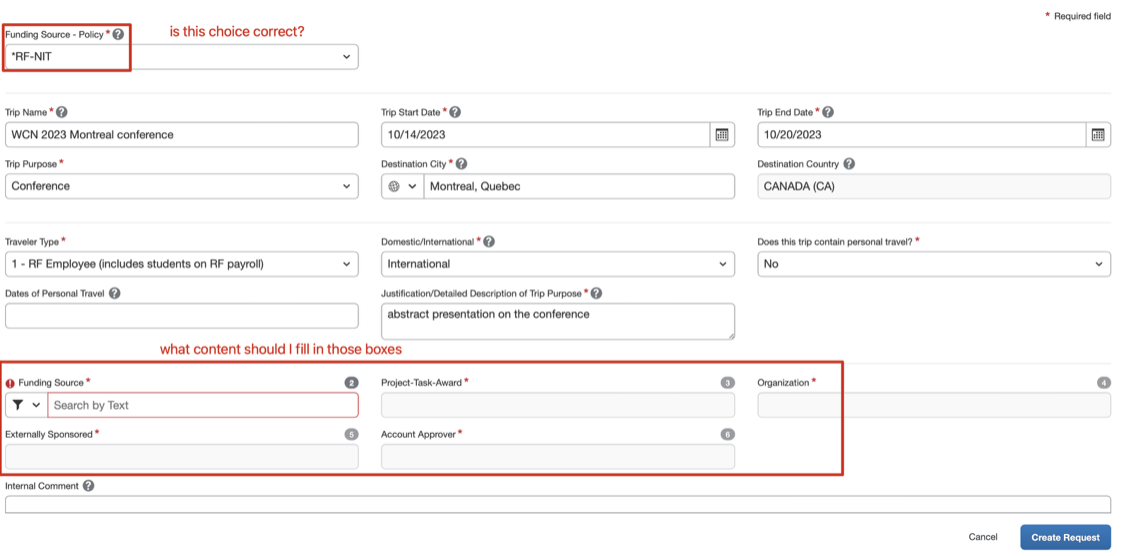 * Required field
Funding Source - Policy * ?
is this choice correct?
*RF-NIT
Trip Name * ?
Trip Start Date * ?
Trip End Date * ?
WCN 2023 Montreal conference
10/14/2023
10/20/2023
Trip Purpose *
Destination City * ?
Destination Country ?
Conference
Montreal, Quebec
CANADA (CA)
Traveler Type *
Domestic/International * ?
Does this trip contain personal travel? *
1 - RF Employee (includes students on RF payroll)
International
No
Dates of Personal Travel ?
Justification/Detailed Description of Trip Purpose * ?
abstract presentation on the conference
what content should I fill in those boxes
! Funding Source * 2
Project-Task-Award * 3
Organization * 4
Search by Text
Externally Sponsored * 5
Account Approver * 6
Internal Comment ?
Cancel
Create Request